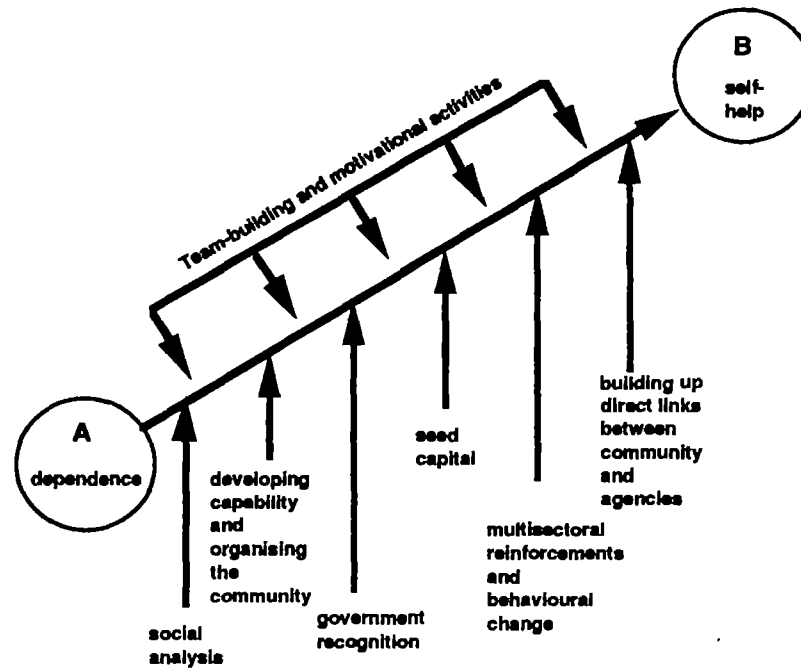 B
self-
help
Team-building and motivational activities
A
dependence
social
analysis
developing
capability
and
organising
the
community
government
recognition
seed
capital
multisectoral
reinforcements
and
behavioural
change
building up
direct links
between
community
and
agencies